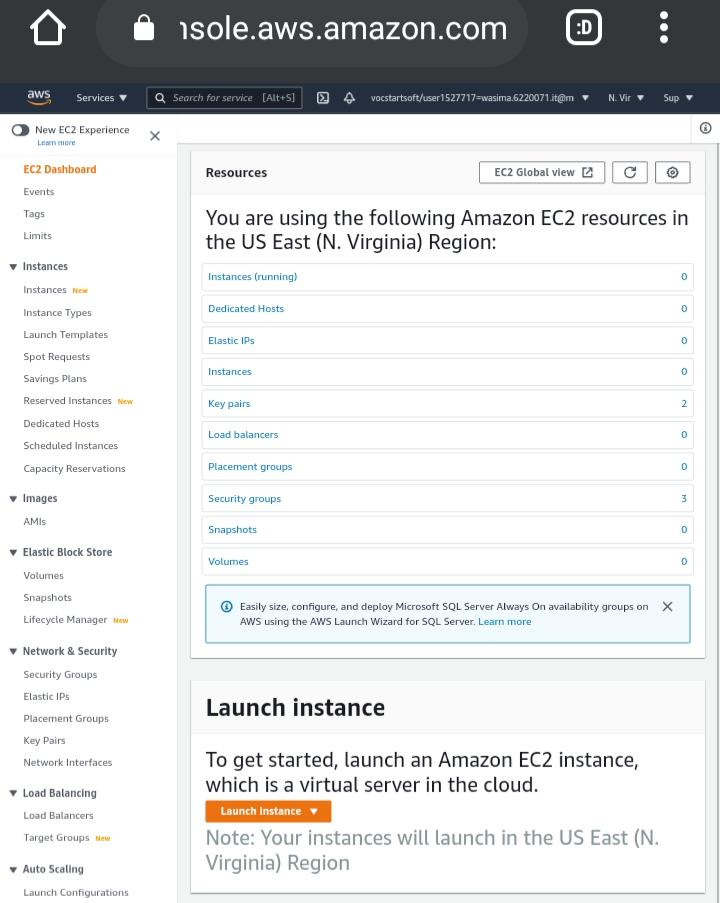 nsole.aws.amazon.com
:D
aws
Services ▼
Search for service [Alt+S]
vocstartsoft/user1527717=wasima.6220071.it@m ▼
N. Vir ▼
Sup ▼
New EC2 Experience
Learn more
EC2 Dashboard
Events
Tags
Limits
Instances
Instances New
Instance Types
Launch Templates
Spot Requests
Savings Plans
Reserved Instances New
Dedicated Hosts
Scheduled Instances
Capacity Reservations
Images
AMIs
Elastic Block Store
Volumes
Snapshots
Lifecycle Manager New
Network & Security
Security Groups
Elastic IPs
Placement Groups
Key Pairs
Network Interfaces
Load Balancing
Load Balancers
Target Groups New
Auto Scaling
Launch Configurations
Resources
EC2 Global view
You are using the following Amazon EC2 resources in
the US East (N. Virginia) Region:
Instances (running) 0
Dedicated Hosts 0
Elastic IPs 0
Instances 0
Key pairs 2
Load balancers 0
Placement groups 0
Security groups 3
Snapshots 0
Volumes 0
Easily size, configure, and deploy Microsoft SQL Server Always On availability groups on
AWS using the AWS Launch Wizard for SQL Server. Learn more
Launch instance
To get started, launch an Amazon EC2 instance,
which is a virtual server in the cloud.
Launch instance ▼
Note: Your instances will launch in the US East (N.
Virginia) Region